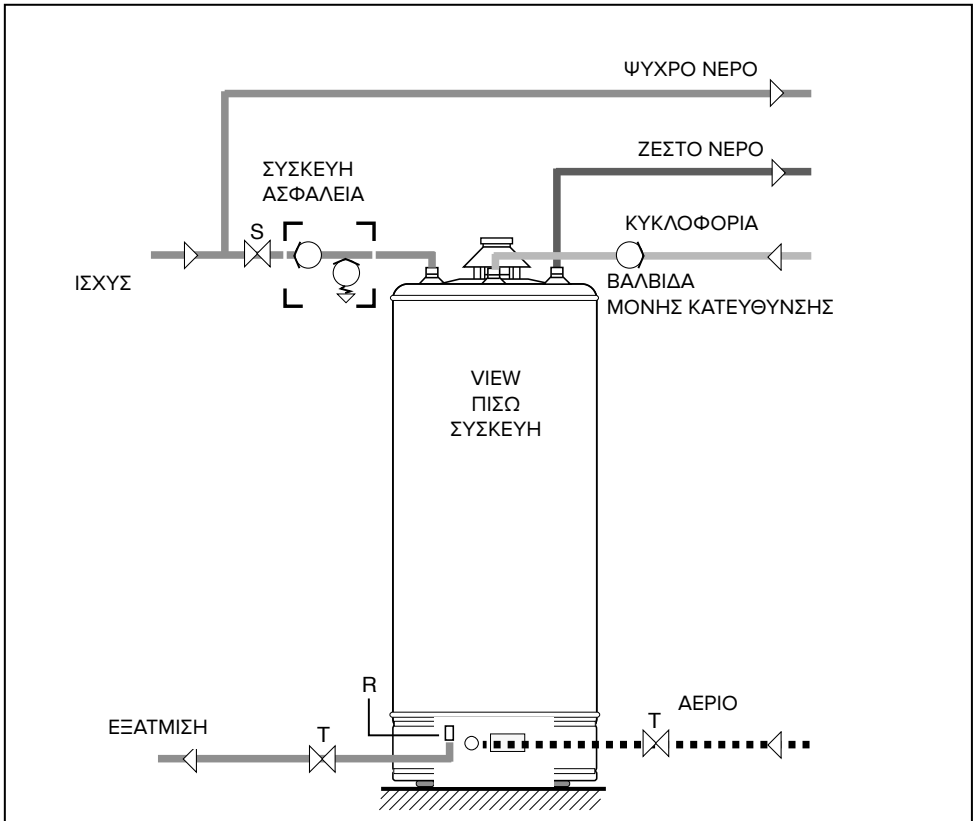 ΨΥΧΡΟ ΝΕΡΟ
ΖΕΣΤΟ ΝΕΡΟ
ΣΥΣΚΕΥΗ
ΑΣΦΑΛΕΙΑ
S
ΚΥΚΛΟΦΟΡΙΑ
ΙΣΧΥΣ
ΒΑΛΒΙΔΑ
ΜΟΝΗΣ ΚΑΤΕΥΘΥΝΣΗΣ
VIEW
ΠΙΣΩ
ΣΥΣΚΕΥΗ
R
ΑΕΡΙΟ
ΕΞΑΤΜΙΣΗ
T
T